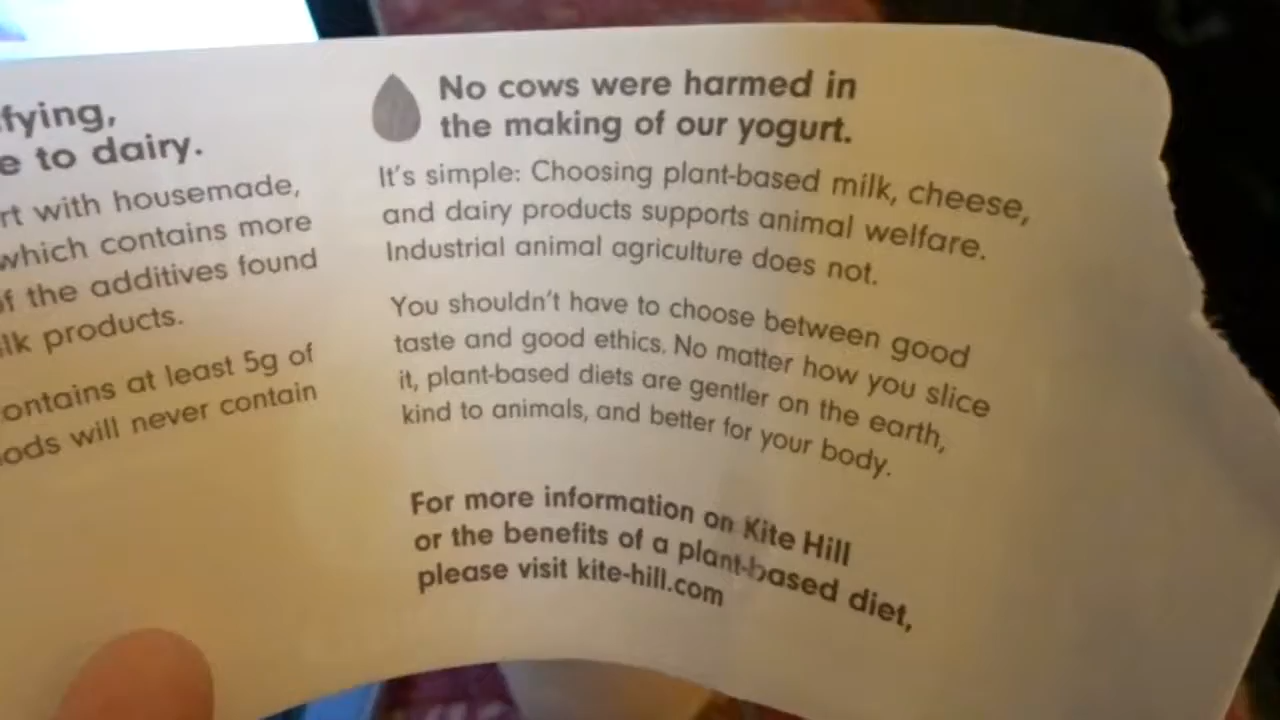 fying,
e to dairy.
rt with housemade,
which contains more
of the additives found
lk products.
ontains at least 5g of
ods will never contain
No cows were harmed in
the making of our yogurt.
It's simple: Choosing plant-based milk, cheese,
and dairy products supports animal welfare.
Industrial animal agriculture does not.
You shouldn't have to choose between good
taste and good ethics. No matter how you slice
it, plant-based diets are gentler on the earth,
kind to animals, and better for your body.
For more information on Kite Hill
or the benefits of a plant-based diet,
please visit kite-hill.com